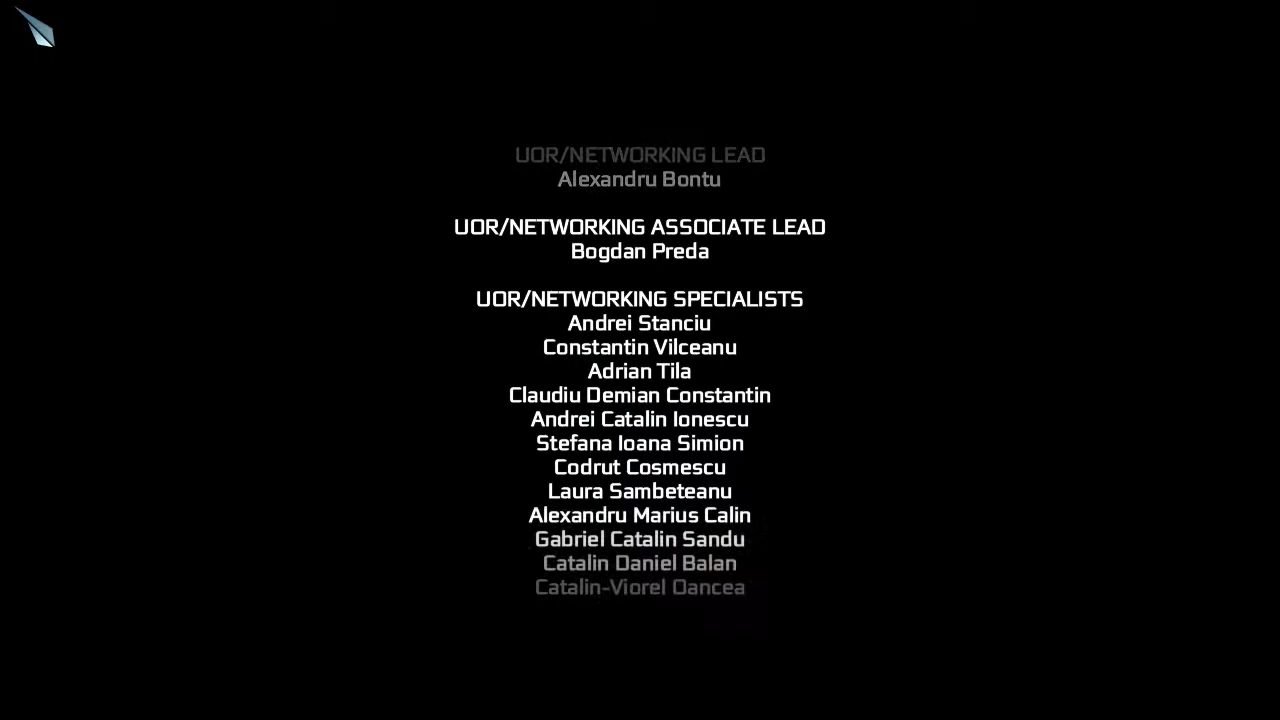 UOR/NETWORKING LEAD
Alexandru Bontu
UOR/NETWORKING ASSOCIATE LEAD
Bogdan Preda
UOR/NETWORKING SPECIALISTS
Andrei Stanciu
Constantin Vilceanu
Adrian Tila
Claudiu Demian Constantin
Andrei Catalin Ionescu
Stefana Ioana Simion
Codrut Cosmescu
Laura Sambeteanu
Alexandru Marius Calin
Gabriel Catalin Sandu
Catalin Daniel Balan
Catalin-Viorel Oancea